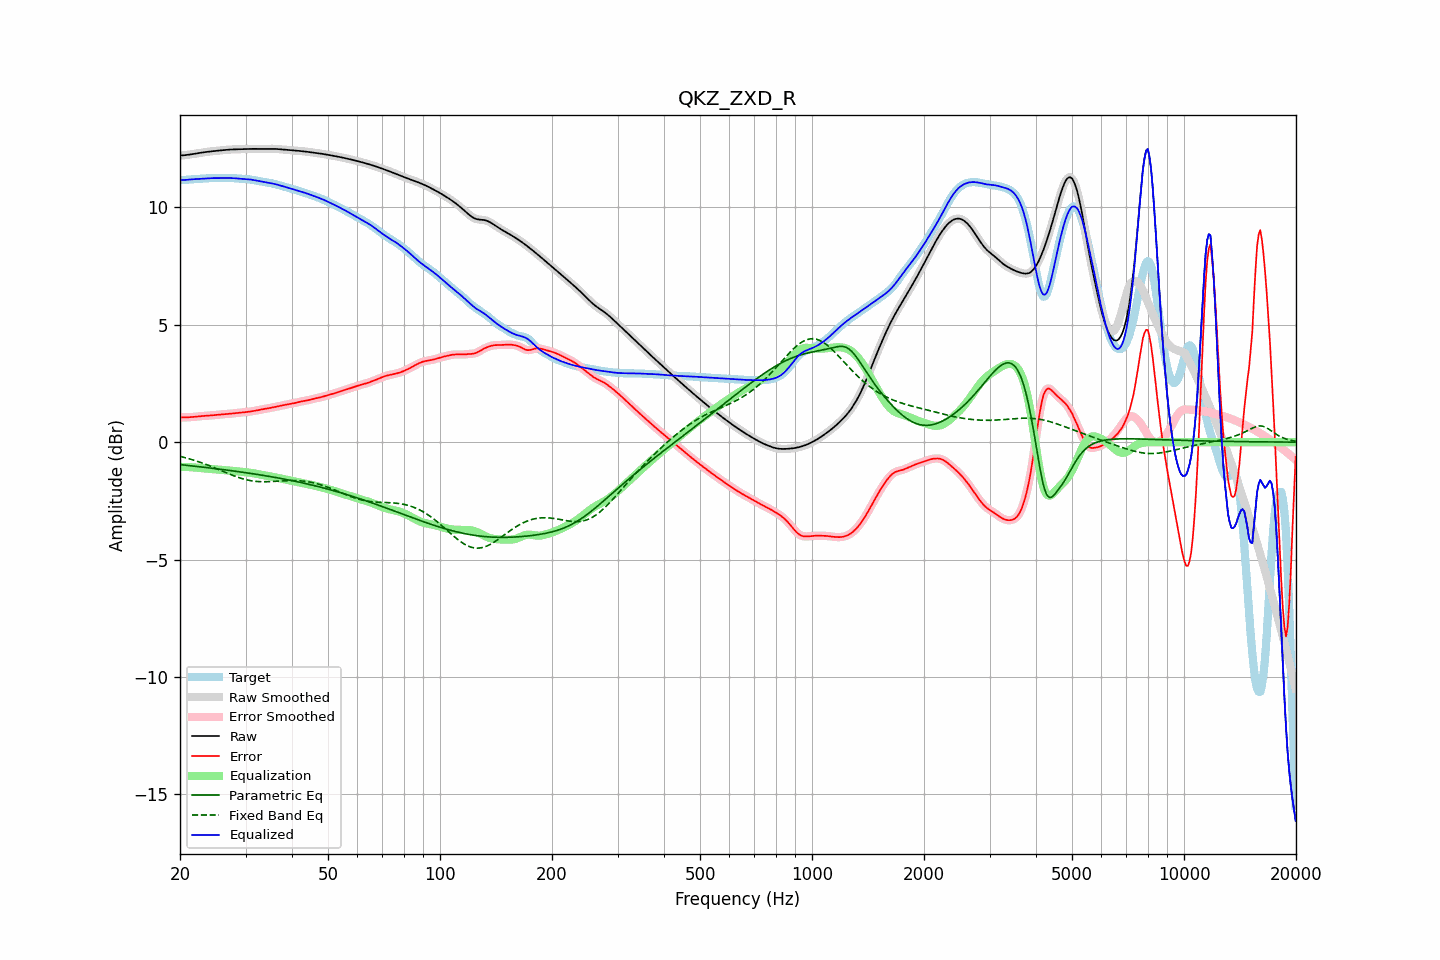 QKZ_ZXD_R
Amplitude (dBr)
10
5
0
−5
−10
−15
Target
Raw Smoothed
Error Smoothed
Raw
Error
Equalization
Parametric Eq
Fixed Band Eq
Equalized
20 50 100 200 500 1000 2000 5000 10000 20000
Frequency (Hz)